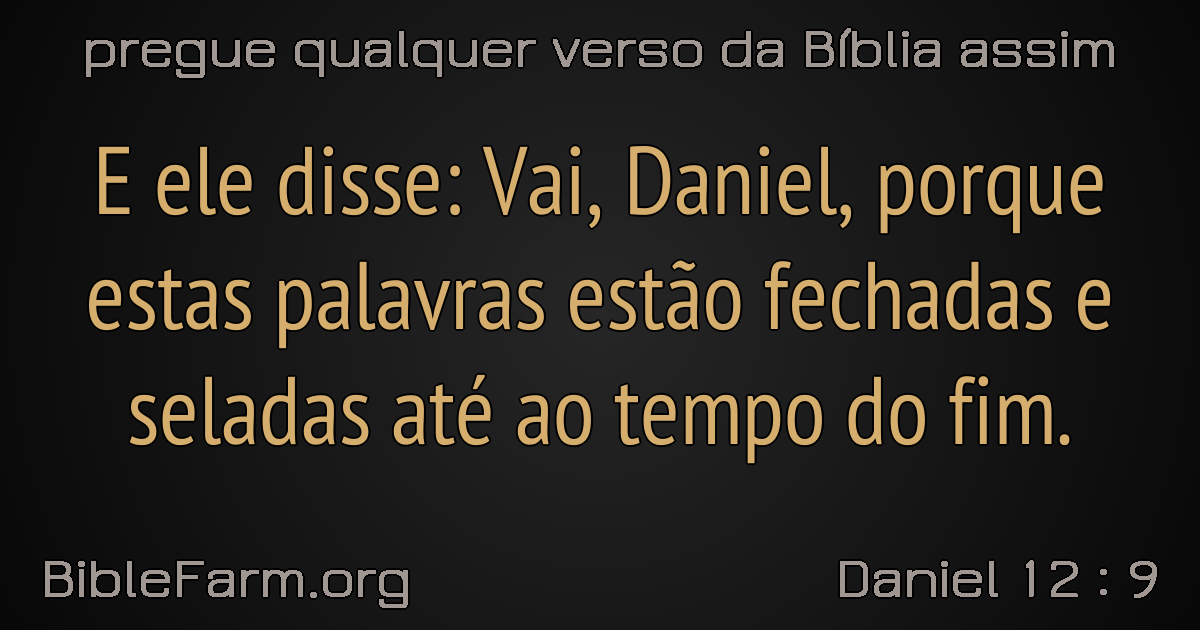 pregue qualquer verso da Bíblia assim
E ele disse: Vai, Daniel, porque
estas palavras estão fechadas e
seladas até ao tempo do fim.
BibleFarm.org
Daniel 12 : 9